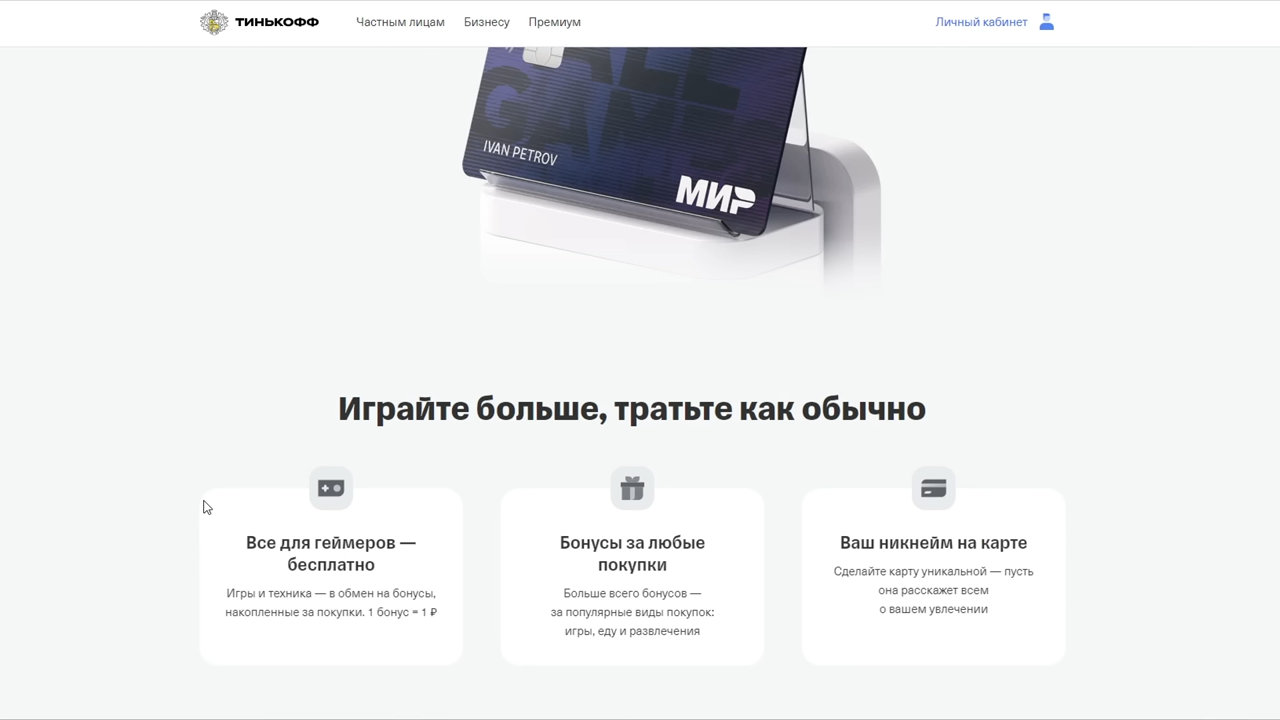 ТИНЬКОФФ
Частным лицам
Бизнесу
Премиум
Личный кабинет
ALL
GAMES
IVAN PETROV
МИР
Играйте больше, тратьте как обычно
Все для геймеров —
бесплатно
Игры и техника — в обмен на бонусы,
накопленные за покупки. 1 бонус = 1 ₽
Бонусы за любые
покупки
Больше всего бонусов —
за популярные виды покупок:
игры, еду и развлечения
Ваш никнейм на карте
Сделайте карту уникальной — пусть
она расскажет всем
о вашем увлечении